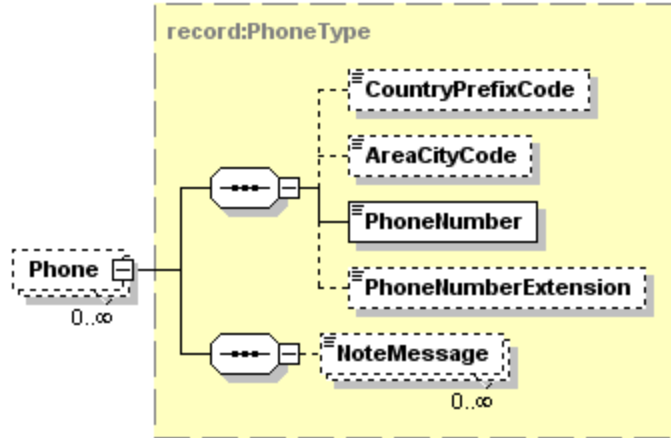 record:PhoneType
CountryPrefixCode
AreaCityCode
PhoneNumber
Phone
0..∞
PhoneNumberExtension
NoteMessage
0..∞